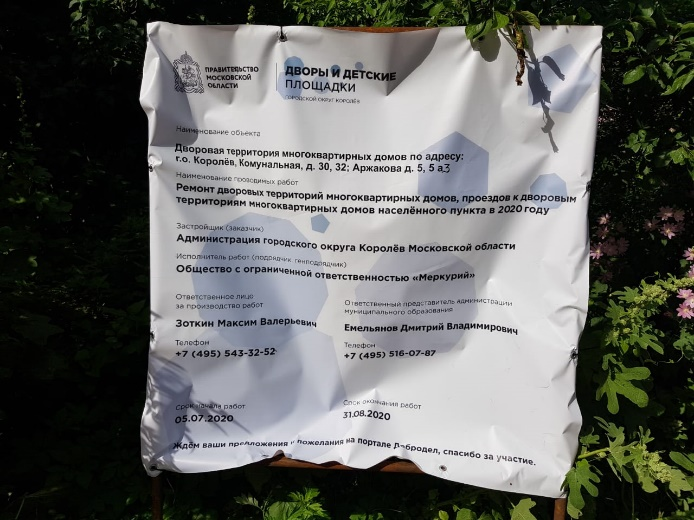 ПРАВИТЕЛЬСТВО
МОСКОВСКОЙ
ОБЛАСТИ
ДВОРЫ И ДЕТСКИЕ
ПЛОЩАДКИ
ГОРОДСКОЙ ОКРУГ КОРОЛЁВ
Наименование объекта
Дворовая территория многоквартирных домов по адресу:
г.о. Королёв, Комунальная, д. 30, 32; Аржакова д. 5, 5 а,3
Наименование проводимых работ
Ремонт дворовых территорий многоквартирных домов, проездов к дворовым
территориям многоквартирных домов населённого пункта в 2020 году
Застройщик (заказчик)
Администрация городского округа Королёв Московской области
Исполнитель работ (подрядчик, генподрядчик)
Общество с ограниченной ответственностью «Меркурий»
Ответственное лицо
за производство работ
Зоткин Максим Валерьевич
Телефон
+7 (495) 543-32-52
Ответственный представитель администрации
муниципального образования
Емельянов Дмитрий Владимирович
Телефон
+7 (495) 516-07-87
Срок начала работ
05.07.2020
Срок окончания работ
31.08.2020
Ждём ваши предложения и пожелания на портале Добродел, спасибо за участие.